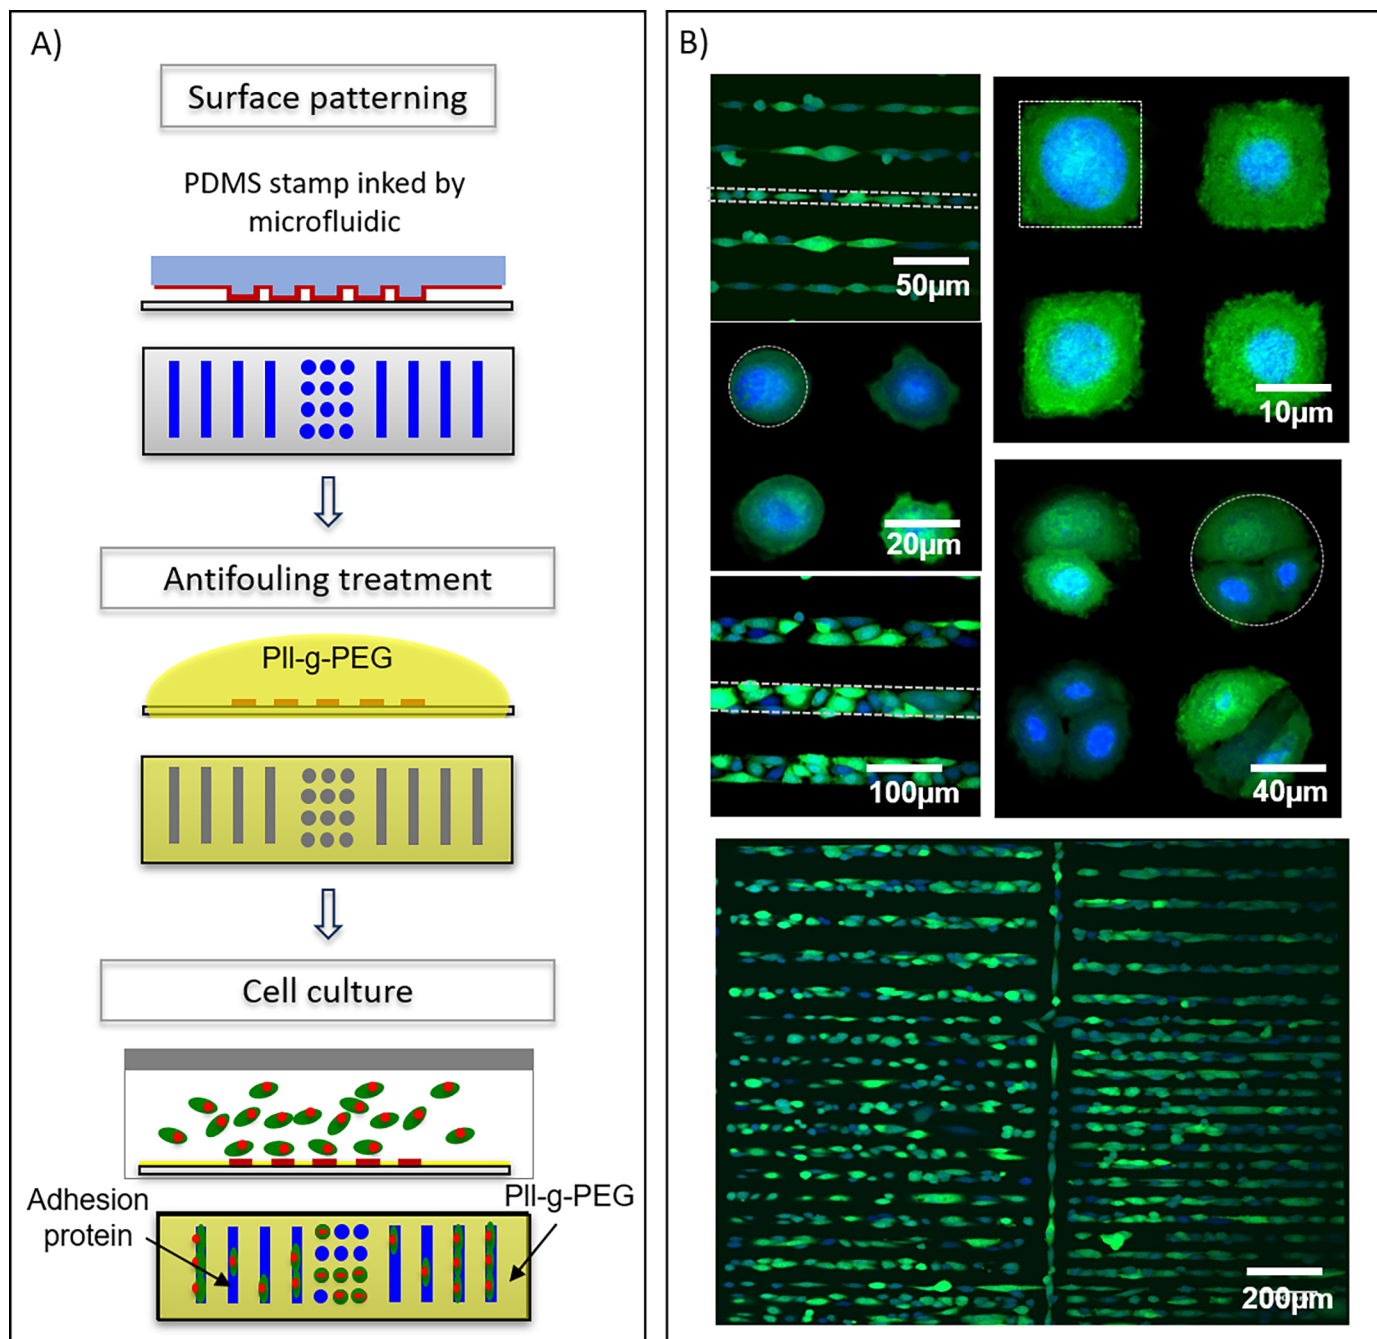 A)
Surface patterning
PDMS stamp inked by
microfluidic
Antifouling treatment
Pll-g-PEG
Cell culture
Adhesion
protein
Pll-g-PEG
B)
50µm
10µm
20µm
100µm
40µm
200µm